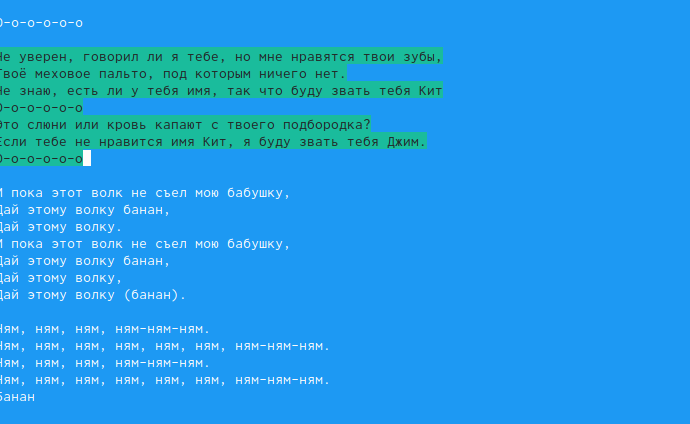 О-о-о-о-о-о
Не уверен, говорил ли я тебе, но мне нравятся твои зубы,
Твоё меховое пальто, под которым ничего нет.
Не знаю, есть ли у тебя имя, так что буду звать тебя Кит
О-о-о-о-о-о
Это слюни или кровь капают с твоего подбородка?
Если тебе не нравится имя Кит, я буду звать тебя Джим.
О-о-о-о-о-о
И пока этот волк не съел мою бабушку,
Дай этому волку банан,
Дай этому волку.
И пока этот волк не съел мою бабушку,
Дай этому волку банан,
Дай этому волку,
Дай этому волку (банан).
Ням, ням, ням, ням-ням-ням.
Ням, ням, ням, ням, ням, ням, ням-ням-ням.
Ням, ням, ням, ням-ням-ням.
Ням, ням, ням, ням, ням, ням, ням-ням-ням.
Банан